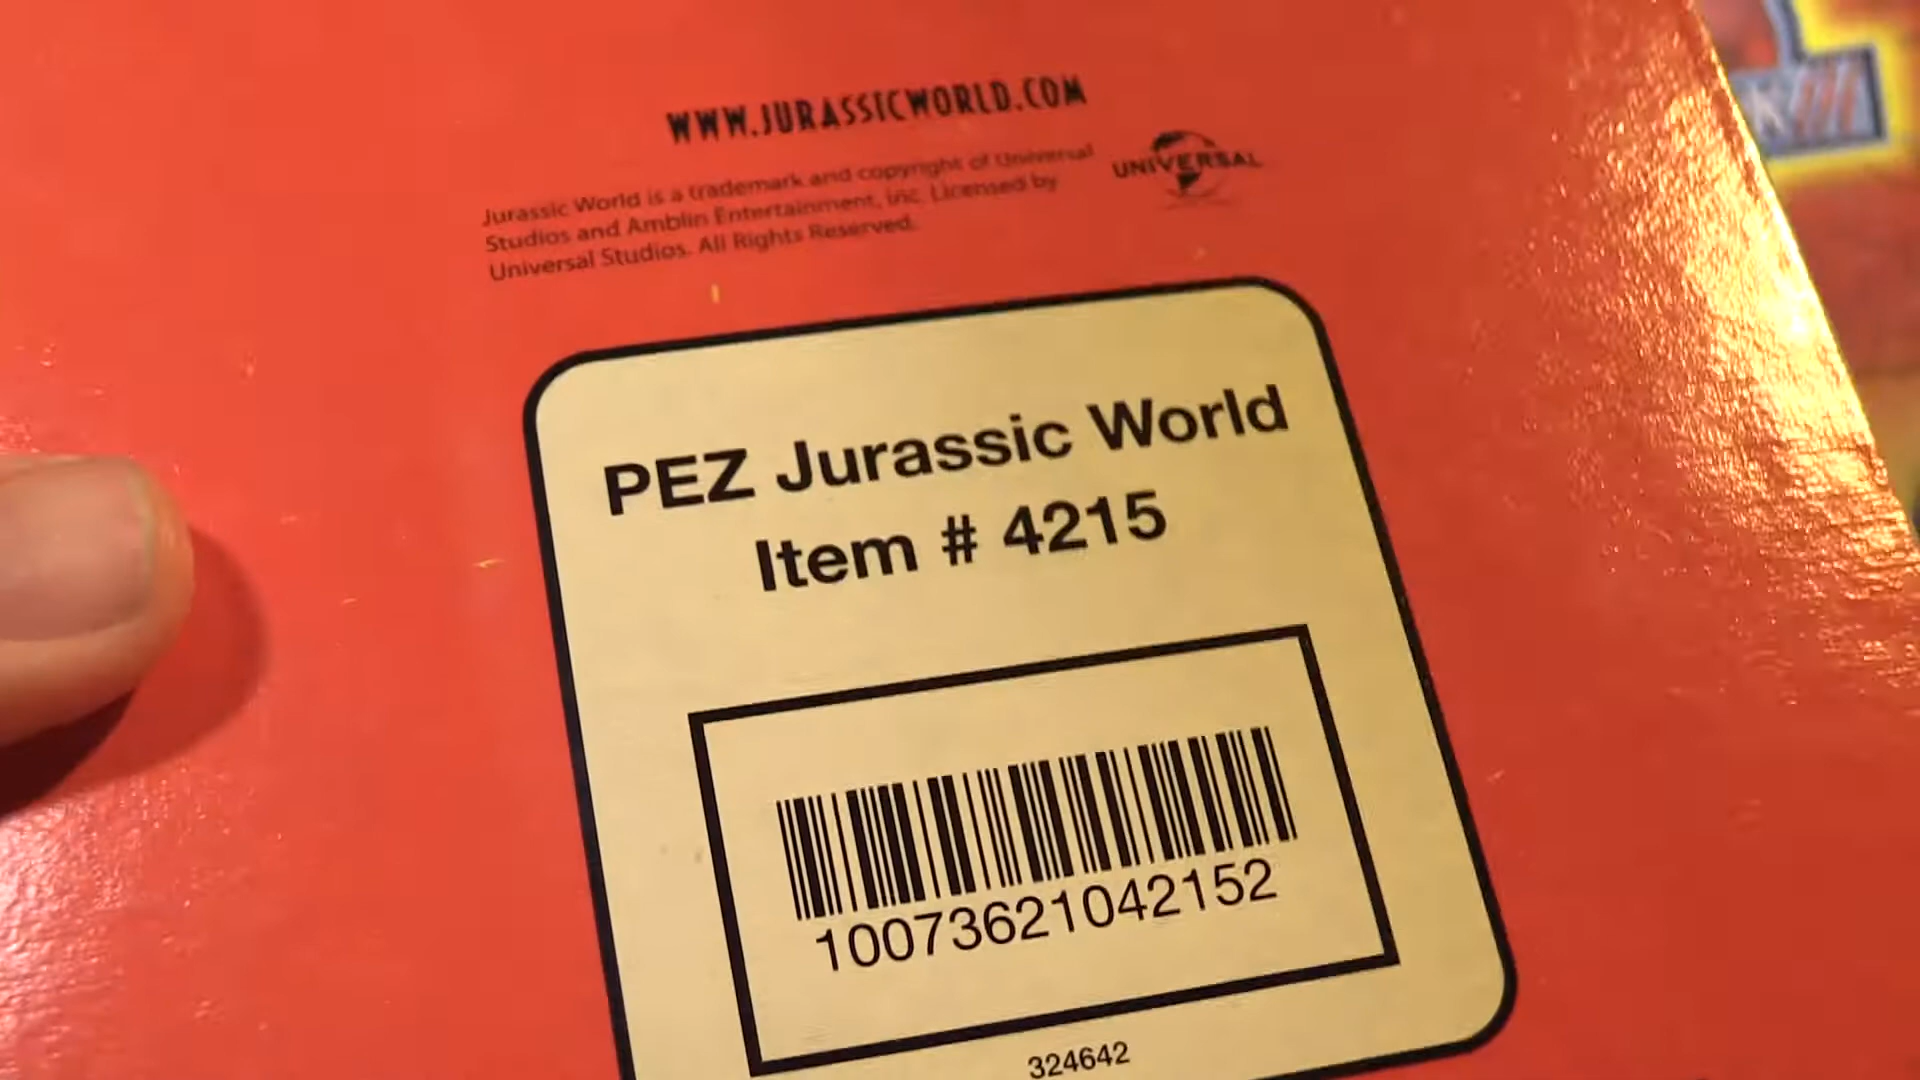 WWW.JURASSICWORLD.COM
Jurassic World is a trademark and copyright of Universal
Studios and Amblin Entertainment, Inc. Licensed by
Universal Studios. All Rights Reserved.
UNIVERSAL
PEZ Jurassic World
Item # 4215
10073621042152
324642